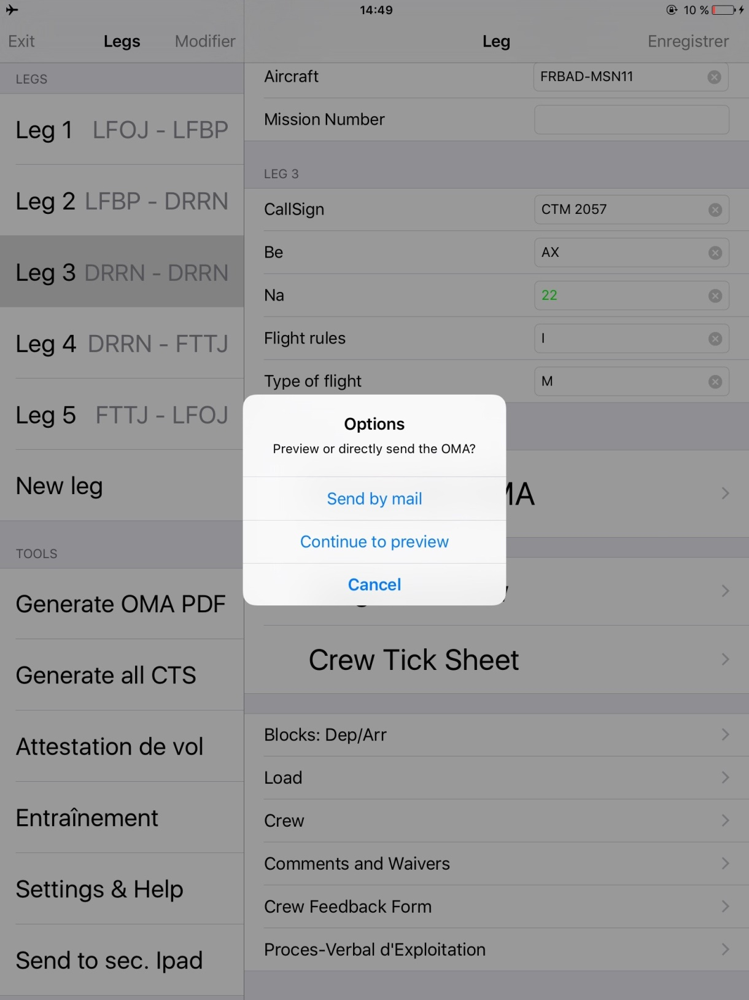 14:49
10 %
Exit
Legs
Modifier
Leg
Enregistrer
LEGS
Leg 1 LFOJ - LFBP
Leg 2 LFBP - DRRN
Leg 3 DRRN - DRRN
Leg 4 DRRN - FTTJ
Leg 5 FTTJ - LFOJ
New leg
TOOLS
Generate OMA PDF
Generate all CTS
Attestation de vol
Entraînement
Settings & Help
Send to sec. Ipad
Aircraft FRBAD-MSN11
Mission Number
LEG 3
CallSign CTM 2057
Be AX
Na 22
Flight rules I
Type of flight M
Options
Preview or directly send the OMA?
Send by mail
Continue to preview
Cancel
Crew Tick Sheet
Blocks: Dep/Arr
Load
Crew
Comments and Waivers
Crew Feedback Form
Proces-Verbal d'Exploitation